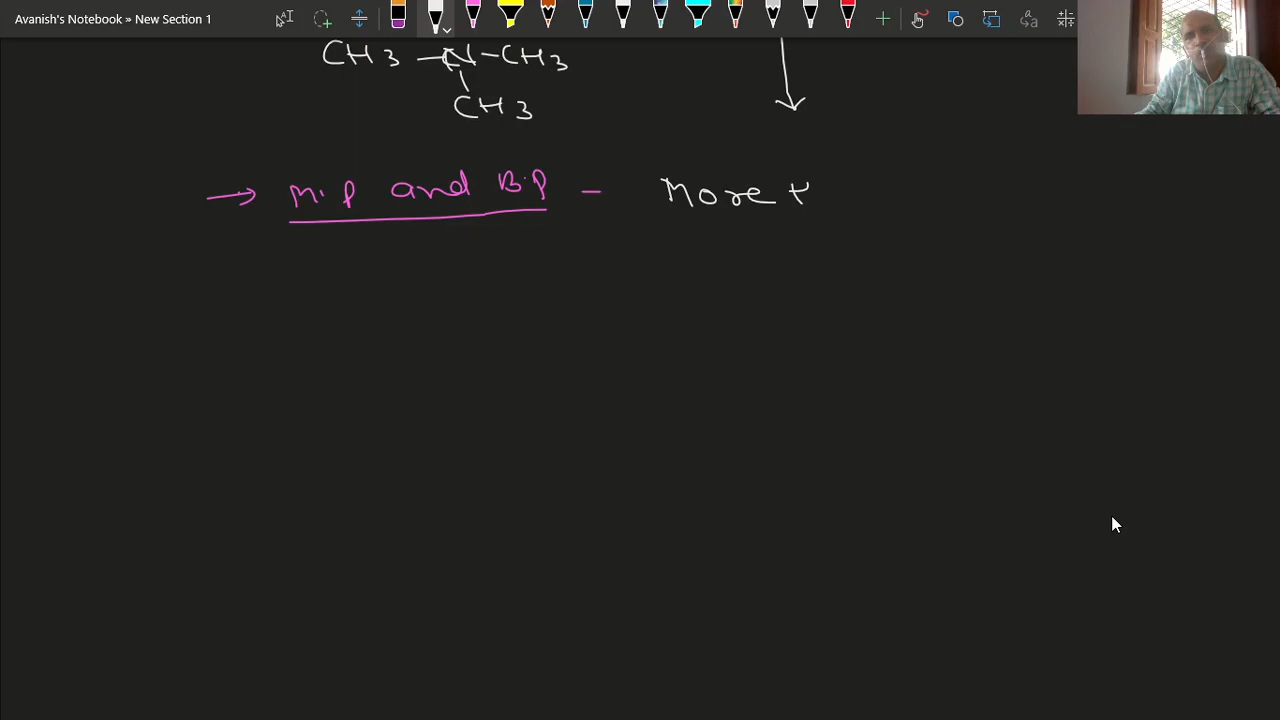 Avanish's Notebook » New Section 1
CH3 – N – CH3
CH3
→ M.P and B.P – More t